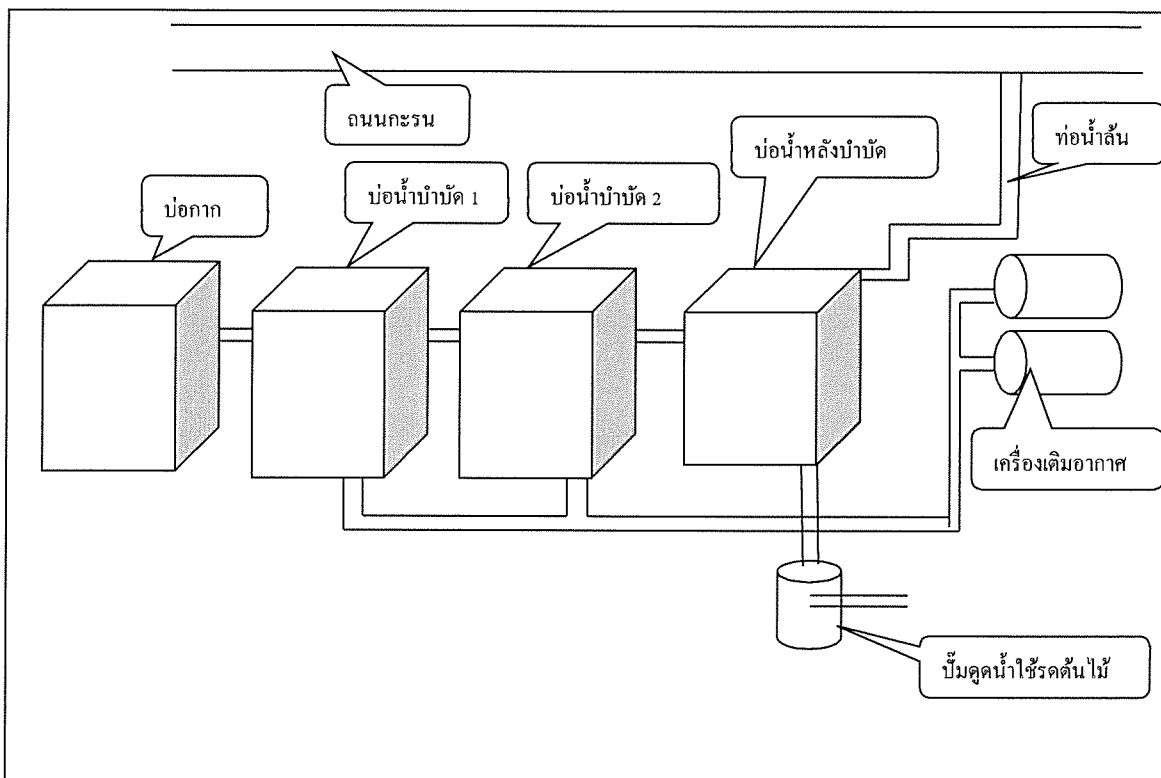 ถนนกะรน
บ่อน้ำหลังบำบัด
ท่อน้ำล้น
บ่อกาก
บ่อน้ำบำบัด 1
บ่อน้ำบำบัด 2
เครื่องเติมอากาศ
ปั๊มดูดน้ำใช้รดต้นไม้